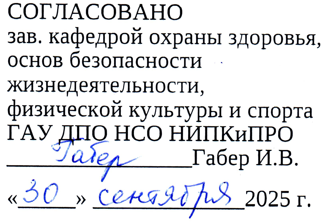 СОГЛАСОВАНО
зав. кафедрой охраны здоровья,
основ безопасности
жизнедеятельности,
физической культуры и спорта
ГАУ ДПО НСО НИПКиПРО
Габер Габер И.В.
«30» сентября 2025 г.